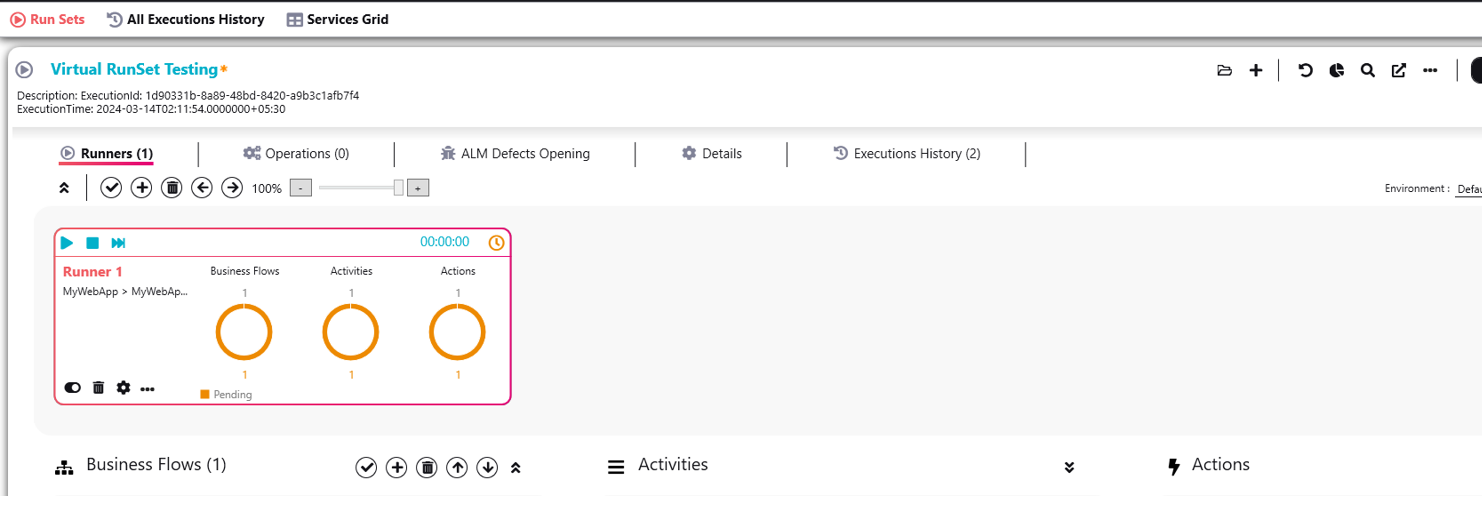 Run Sets All Executions History Services Grid
Virtual RunSet Testing*
Description: ExecutionId: 1d90331b-8a89-48bd-8420-a9b3c1afb7f4
ExecutionTime: 2024-03-14T02:11:54.0000000+05:30
Runners (1) Operations (0) ALM Defects Opening Details Executions History (2)
100% - + Environment :
00:00:00
Runner 1 Business Flows Activities Actions
MyWebApp > MyWebAp... 1 1 1
1 1 1
Pending
Business Flows (1) Activities Actions